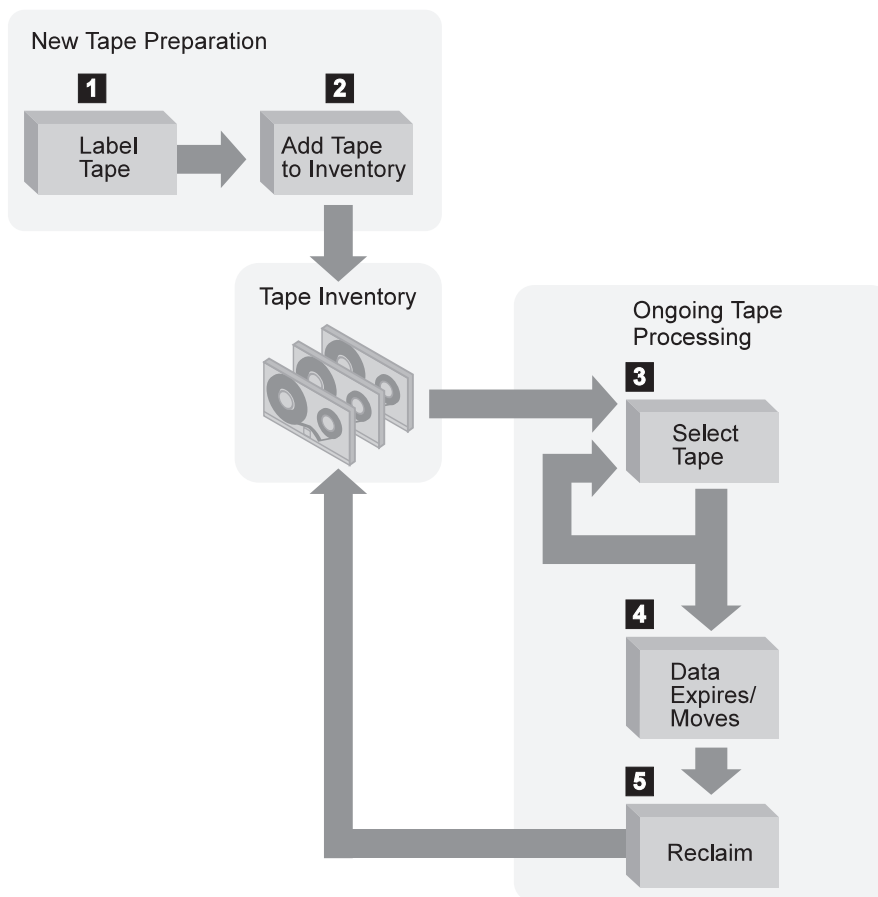 New Tape Preparation
1
2
Label
Tape
Add Tape
to Inventory
Tape Inventory
Ongoing Tape
Processing
3
Select
Tape
4
Data
Expires/
Moves
5
Reclaim